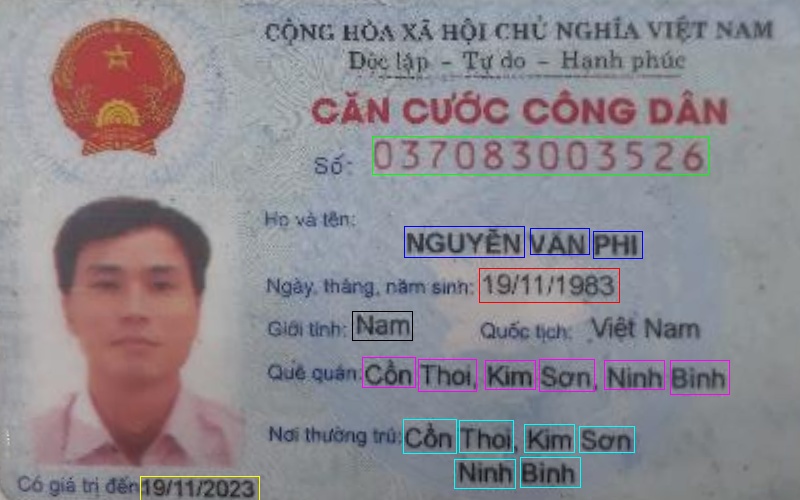 CỘNG HÒA XÃ HỘI CHỦ NGHĨA VIỆT NAM
Độc lập - Tự do - Hạnh phúc
CĂN CƯỚC CÔNG DÂN
Số: 037083003526
Họ và tên:
NGUYỄN VĂN PHI
Ngày, tháng, năm sinh: 19/11/1983
Giới tính: Nam Quốc tịch: Việt Nam
Quê quán: Cồn Thoi, Kim Sơn, Ninh Bình
Nơi thường trú: Cồn Thoi, Kim Sơn
Ninh Bình
Có giá trị đến 19/11/2023